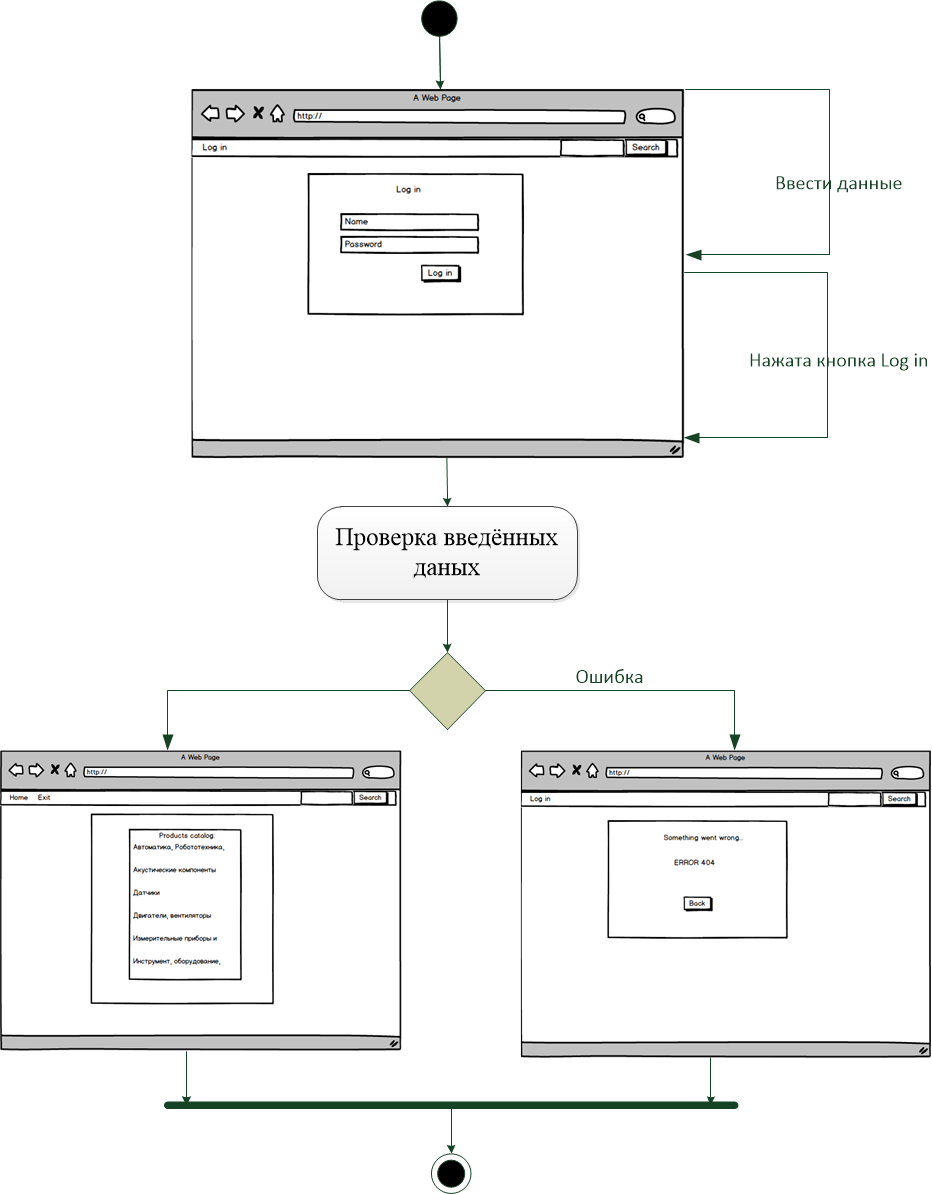 A Web Page
http://
Log in
Search
Log in
Name
Password
Log in
Ввести данные
Нажата кнопка Log in
Проверка введённых
даных
Ошибка
A Web Page
http://
Home Exit
Search
Products catalog:
Автоматика, Робототехника,
Акустические компоненты
Датчики
Двигатели, вентиляторы
Измерительные приборы и
Инструмент, оборудование,
A Web Page
http://
Log in
Search
Something went wrong..
ERROR 404
Back